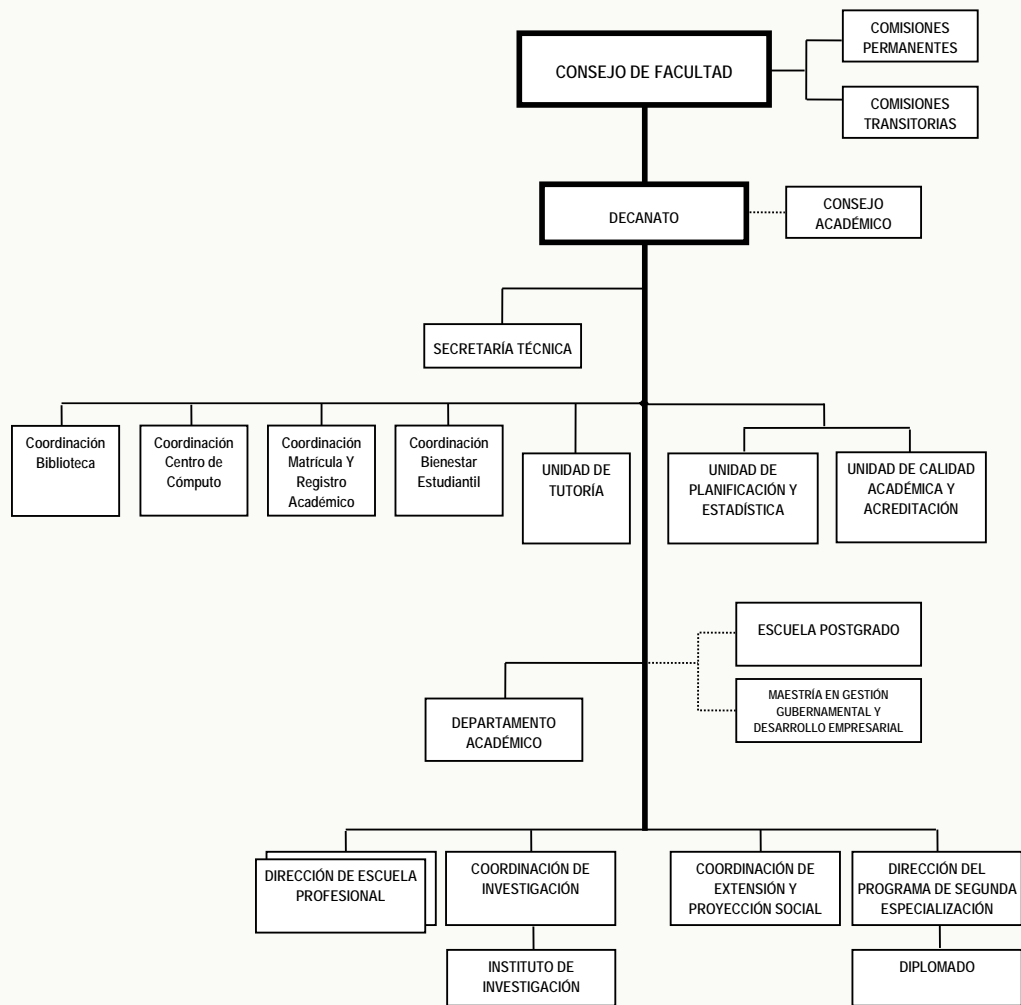 COMISIONES
PERMANENTES
CONSEJO DE FACULTAD
COMISIONES
TRANSITORIAS
DECANATO
CONSEJO
ACADÉMICO
SECRETARÍA TÉCNICA
Coordinación
Biblioteca
Coordinación
Centro de
Cómputo
Coordinación
Matrícula Y
Registro
Académico
Coordinación
Bienestar
Estudiantil
UNIDAD DE
TUTORÍA
UNIDAD DE
PLANIFICACIÓN Y
ESTADÍSTICA
UNIDAD DE CALIDAD
ACADÉMICA Y
ACREDITACIÓN
ESCUELA POSTGRADO
MAESTRÍA EN GESTIÓN
GUBERNAMENTAL Y
DESARROLLO EMPRESARIAL
DEPARTAMENTO
ACADÉMICO
DIRECCIÓN DE ESCUELA
PROFESIONAL
COORDINACIÓN DE
INVESTIGACIÓN
COORDINACIÓN DE
EXTENSIÓN Y
PROYECCIÓN SOCIAL
DIRECCIÓN DEL
PROGRAMA DE SEGUNDA
ESPECIALIZACIÓN
INSTITUTO DE
INVESTIGACIÓN
DIPLOMADO